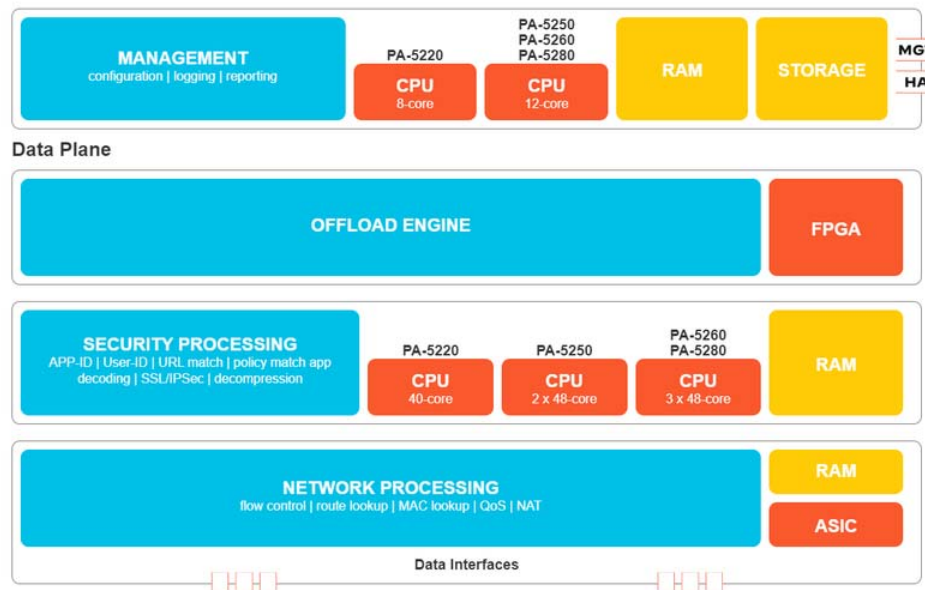 MANAGEMENT
configuration | logging | reporting
PA-5220
CPU
8-core
PA-5250
PA-5260
PA-5280
CPU
12-core
RAM
STORAGE
MG
HA
Data Plane
OFFLOAD ENGINE
FPGA
SECURITY PROCESSING
APP-ID | User-ID | URL match | policy match app
decoding | SSL/IPSec | decompression
PA-5220
CPU
40-core
PA-5250
CPU
2 x 48-core
PA-5260
PA-5280
CPU
3 x 48-core
RAM
NETWORK PROCESSING
flow control | route lookup | MAC lookup | QoS | NAT
RAM
ASIC
Data Interfaces